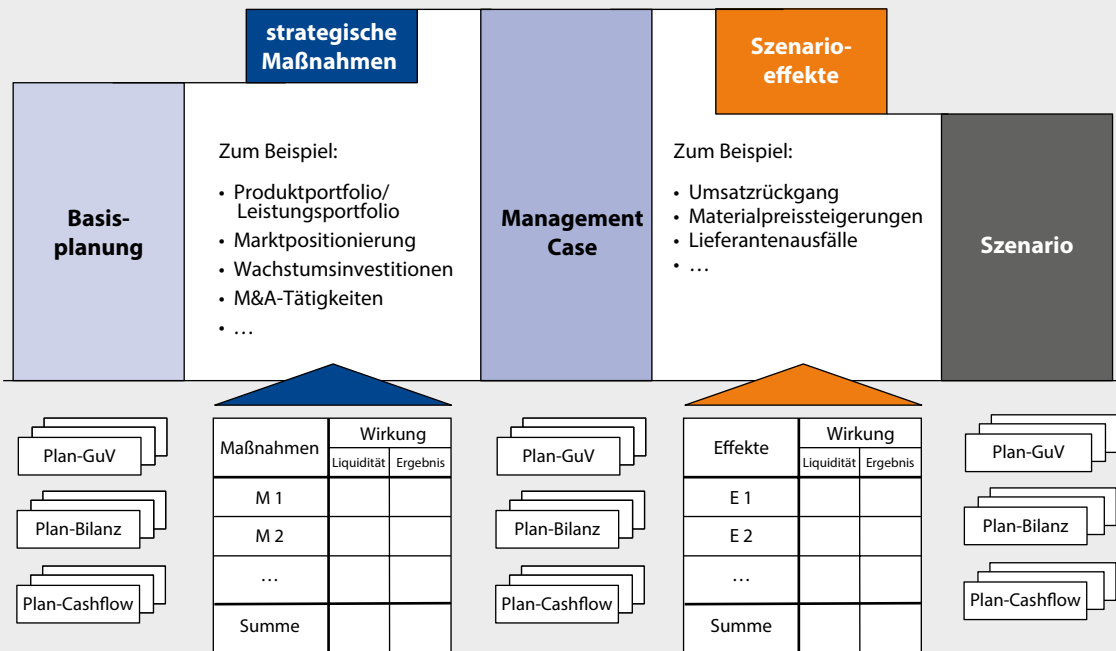 strategische
Maßnahmen
Szenario-
effekte
Basis-
planung
Zum Beispiel:
• Produktportfolio/
Leistungsportfolio
• Marktpositionierung
• Wachstumsinvestitionen
• M&A-Tätigkeiten
• …
Management
Case
Zum Beispiel:
• Umsatzrückgang
• Materialpreissteigerungen
• Lieferantenausfälle
• …
Szenario
Plan-GuV
Plan-Bilanz
Plan-Cashflow
Maßnahmen
Wirkung
Liquidität Ergebnis
M 1
M 2
…
Summe
Plan-GuV
Plan-Bilanz
Plan-Cashflow
Effekte
Wirkung
Liquidität Ergebnis
E 1
E 2
…
Summe
Plan-GuV
Plan-Bilanz
Plan-Cashflow